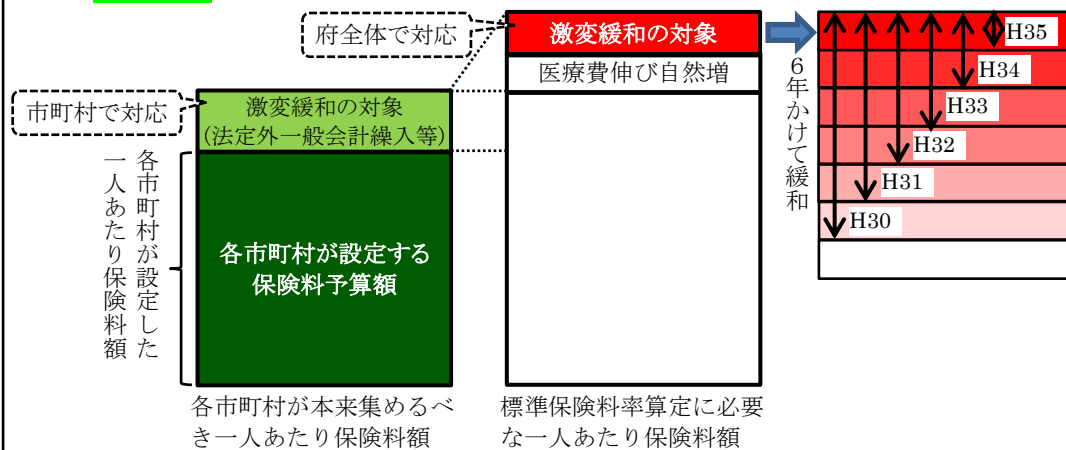 府全体で対応
激変緩和の対象
医療費伸び自然増
市町村で対応
激変緩和の対象
(法定外一般会計繰入等)
各市町村が設定した
一人あたり保険料額
各市町村が設定する
保険料予算額
各市町村が本来集めるべ
き一人あたり保険料額
標準保険料率算定に必要
な一人あたり保険料額
６年かけて緩和
H35
H34
H33
H32
H31
H30